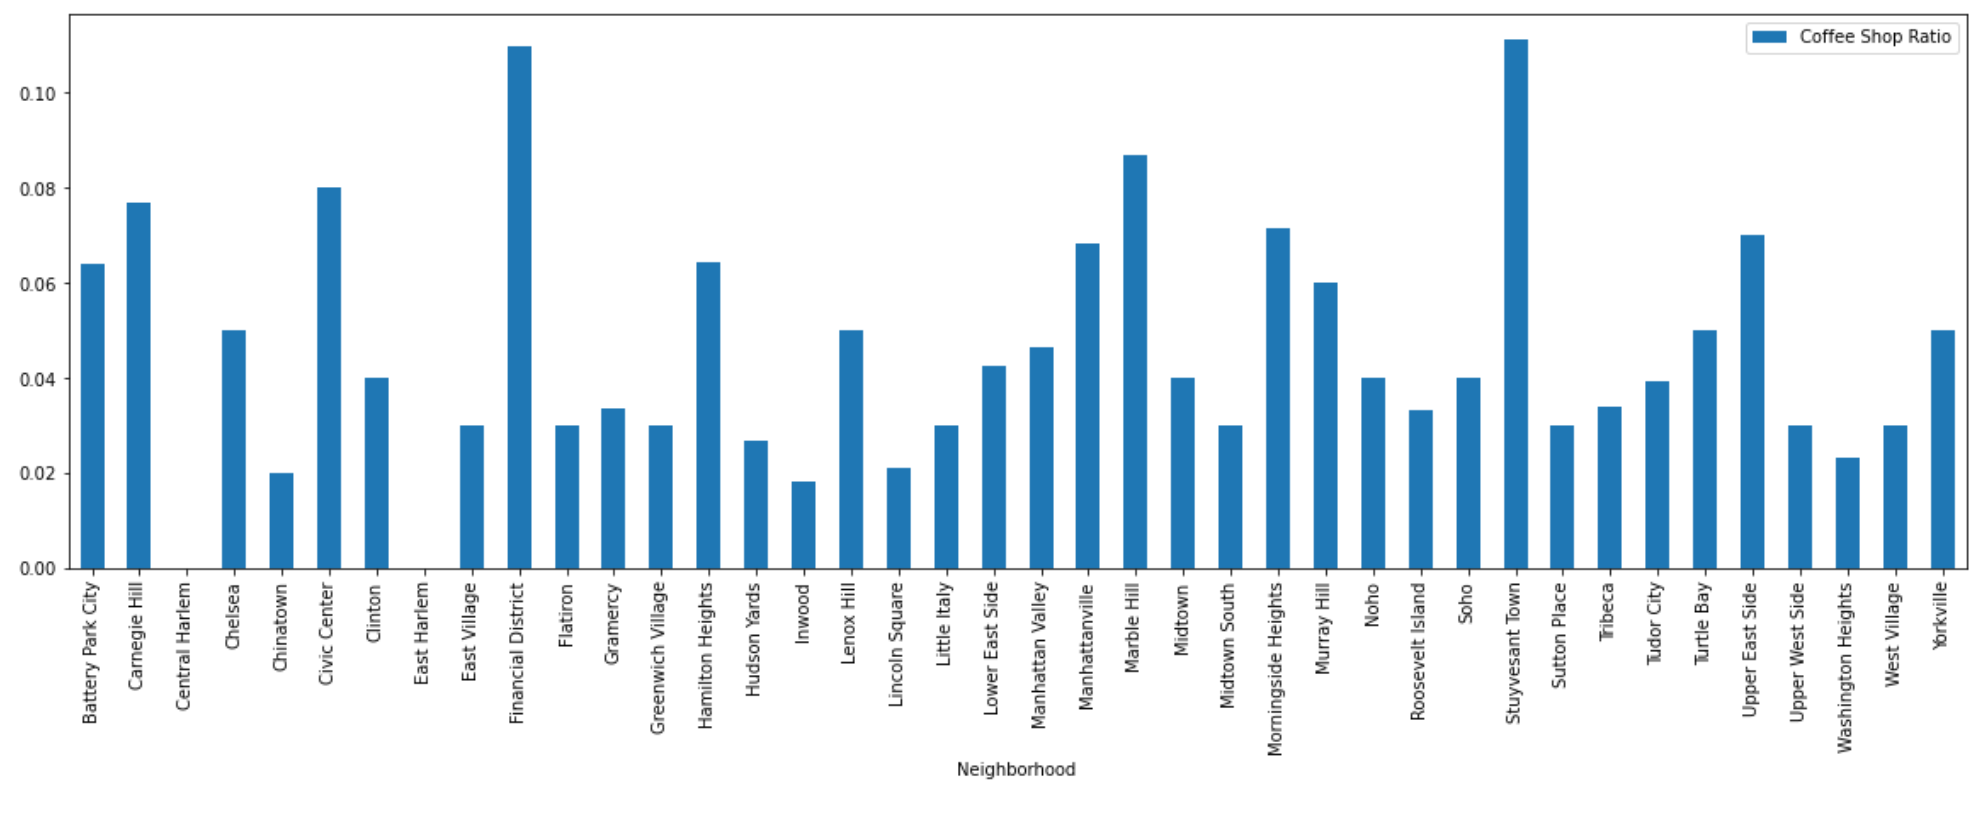 Coffee Shop Ratio
0.10
0.08
0.06
0.04
0.02
0.00
Battery Park City
Carnegie Hill
Central Harlem
Chelsea
Chinatown
Civic Center
Clinton
East Harlem
East Village
Financial District
Flatiron
Gramercy
Greenwich Village
Hamilton Heights
Hudson Yards
Inwood
Lenox Hill
Lincoln Square
Little Italy
Lower East Side
Manhattan Valley
Manhattanville
Marble Hill
Midtown
Midtown South
Morningside Heights
Murray Hill
Noho
Roosevelt Island
Soho
Stuyvesant Town
Sutton Place
Tribeca
Tudor City
Turtle Bay
Upper East Side
Upper West Side
Washington Heights
West Village
Yorkville
Neighborhood